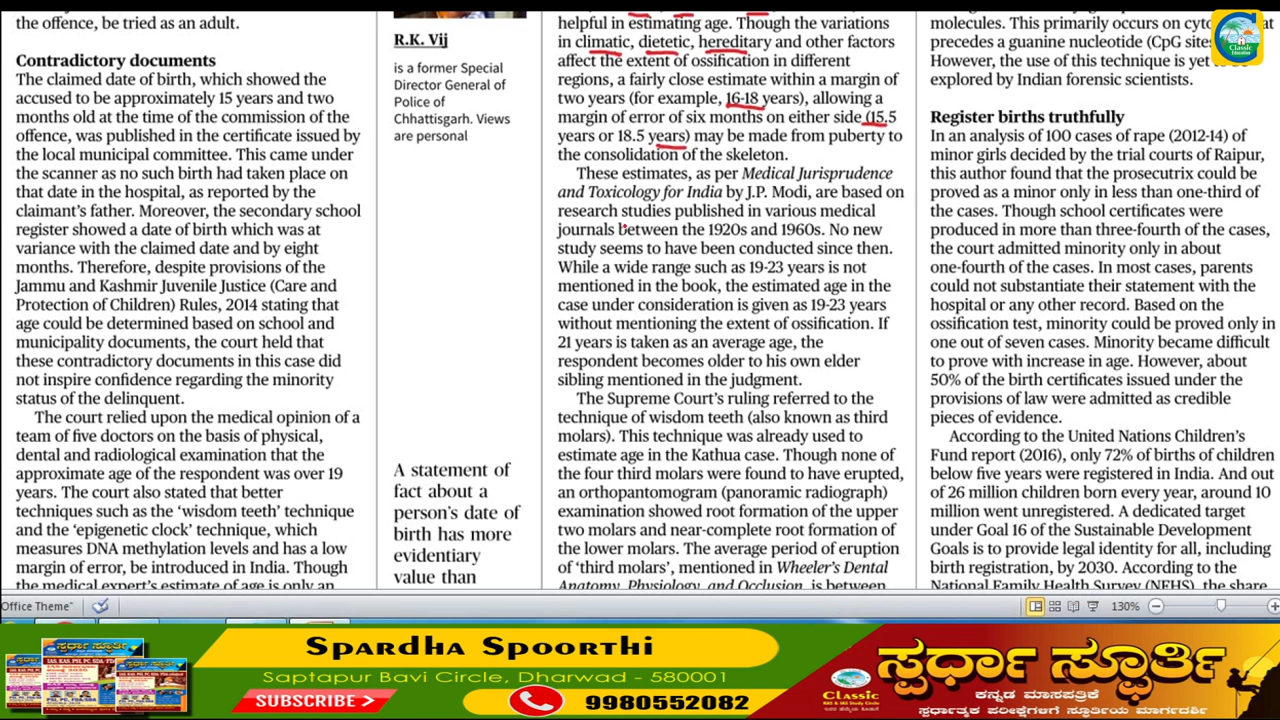 the offence, be tried as an adult.
Contradictory documents
The claimed date of birth, which showed the
accused to be approximately 15 years and two
months old at the time of the commission of the
offence, was published in the certificate issued by
the local municipal committee. This came under
the scanner as no such birth had taken place on
that date in the hospital, as reported by the
claimant's father. Moreover, the secondary school
register showed a date of birth which was at
variance with the claimed date and by eight
months. Therefore, despite provisions of the
Jammu and Kashmir Juvenile Justice (Care and
Protection of Children) Rules, 2014 stating that
age could be determined based on school and
municipality documents, the court held that
these contradictory documents in this case did
not inspire confidence regarding the minority
status of the delinquent.
The court relied upon the medical opinion of a
team of five doctors on the basis of physical,
dental and radiological examination that the
approximate age of the respondent was over 19
years. The court also stated that better
techniques such as the 'wisdom teeth' technique
and the 'epigenetic clock' technique, which
measures DNA methylation levels and has a low
margin of error, be introduced in India. Though
the medical expert's estimate of age is only an
R.K. Vij
is a former Special
Director General of
Police of
Chhattisgarh. Views
are personal
A statement of
fact about a
person's date of
birth has more
evidentiary
value than
helpful in estimating age. Though the variations
in climatic, dietetic, hereditary and other factors
affect the extent of ossification in different
regions, a fairly close estimate within a margin of
two years (for example, 16-18 years), allowing a
margin of error of six months on either side (15.5
years or 18.5 years) may be made from puberty to
the consolidation of the skeleton.
These estimates, as per Medical Jurisprudence
and Toxicology for India by J.P. Modi, are based on
research studies published in various medical
journals between the 1920s and 1960s. No new
study seems to have been conducted since then.
While a wide range such as 19-23 years is not
mentioned in the book, the estimated age in the
case under consideration is given as 19-23 years
without mentioning the extent of ossification. If
21 years is taken as an average age, the
respondent becomes older to his own elder
sibling mentioned in the judgment.
The Supreme Court's ruling referred to the
technique of wisdom teeth (also known as third
molars). This technique was already used to
estimate age in the Kathua case. Though none of
the four third molars were found to have erupted,
an orthopantomogram (panoramic radiograph)
examination showed root formation of the upper
two molars and near-complete root formation of
the lower molars. The average period of eruption
of 'third molars', mentioned in Wheeler's Dental
Anatomy, Physiology, and Occlusion, is between
molecules. This primarily occurs on at
precedes a guanine nucleotide (CpG
However, the use of this technique is yet
explored by Indian forensic scientists.
Register births truthfully
In an analysis of 100 cases of rape (2012-14) of
minor girls decided by the trial courts of Raipur,
this author found that the prosecutrix could be
proved as a minor only in less than one-third of
the cases. Though school certificates were
produced in more than three-fourth of the cases,
the court admitted minority only in about
one-fourth of the cases. In most cases, parents
could not substantiate their statement with the
hospital or any other record. Based on the
ossification test, minority could be proved only in
one out of seven cases. Minority became difficult
to prove with increase in age. However, about
50% of the birth certificates issued under the
provisions of law were admitted as credible
pieces of evidence.
According to the United Nations Children's
Fund report (2016), only 72% of births of children
below five years were registered in India. And out
of 26 million children born every year, around 10
million went unregistered. A dedicated target
under Goal 16 of the Sustainable Development
Goals is to provide legal identity for all, including
birth registration, by 2030. According to the
National Family Health Survey (NFHS), the share
Classic
Education
Office Theme"
130%
Spardha Spoorthi
Saptapur Bavi Circle, Dharwad - 580001
SUBSCRIBE
9980552082
Classic
ಸ್ಪರ್ಧಾ ಸ್ಫೂರ್ತಿ
ಕನ್ನಡ ಮಾಸಪತ್ರಿಕೆ
ಸ್ಪರ್ಧಾತ್ಮಕ ಪರೀಕ್ಷೆಗಳಿಗೆ ಸ್ಫೂರ್ತಿಯ ಮಾರ್ಗದರ್ಶಿ